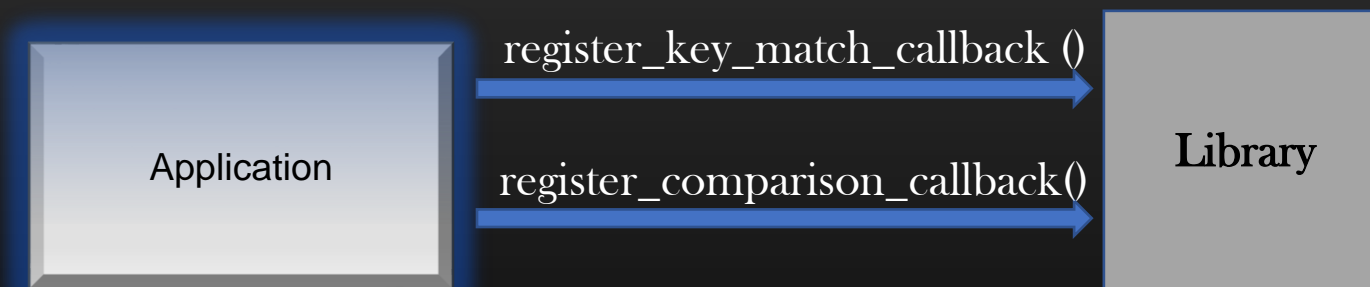 register_key_match_callback ()
Application
Library
register_comparison_callback()